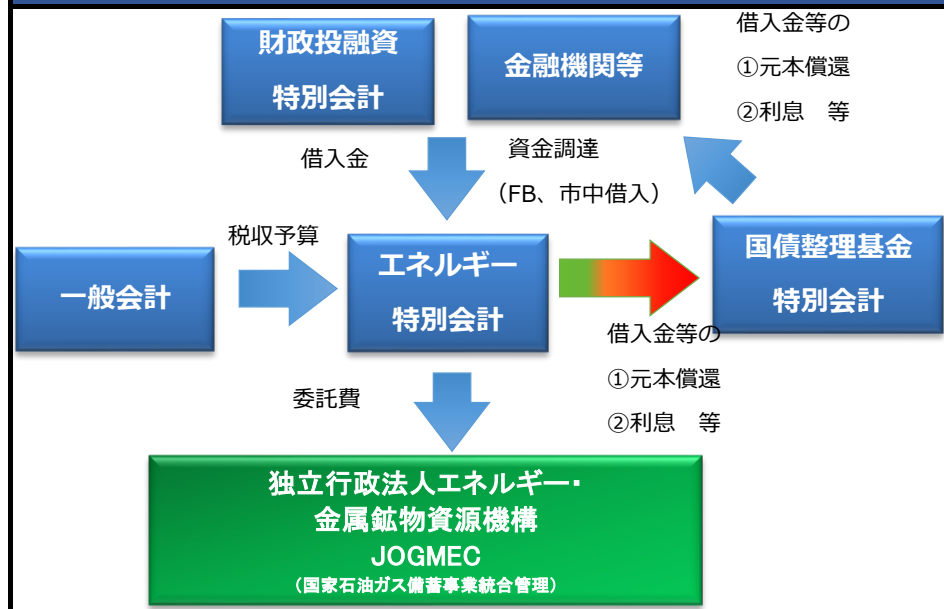 財政投融資
特別会計
金融機関等
借入金等の
①元本償還
②利息　等
借入金
資金調達
（FB、市中借入）
税収予算
一般会計
エネルギー
特別会計
国債整理基金
特別会計
借入金等の
①元本償還
②利息　等
委託費
独立行政法人エネルギー・
金属鉱物資源機構
JOGMEC
（国家石油ガス備蓄事業統合管理）